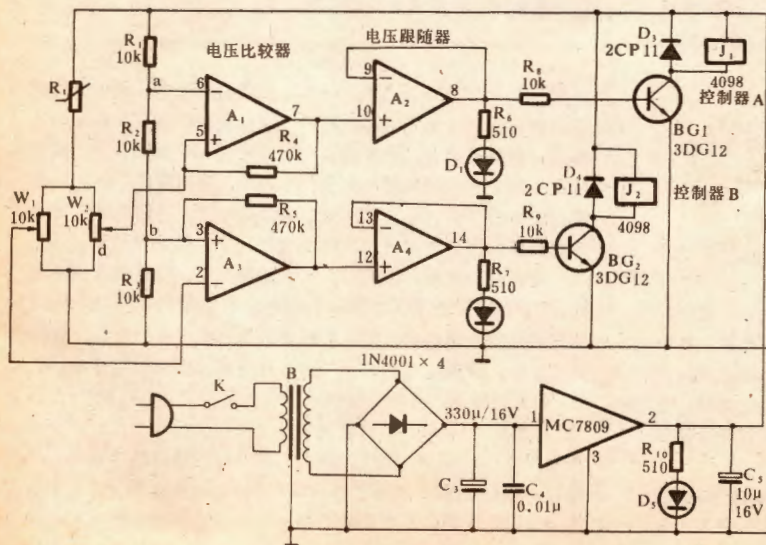 R₁
10k
电压比较器
电压跟随器
D₃
2CP11
J₁
4098
控制器A
Rₜ
a
6
−
A₁
7
5
+
9
−
A₂
8
10
+
R₈
10k
BG1
3DG12
R₂
10k
R₄
470k
R₆
510
D₁
D₄
2CP11
J₂
4098
控制器B
W₁
10k
W₂
10k
d
b
R₅
470k
3
+
A₃
2
−
13
−
A₄
14
12
+
R₉
10k
BG₂
3DG12
R₃
10k
R₇
510
1N4001×4
K
B
330μ/16V
1
MC7809
2
3
C₃
C₄
0.01μ
R₁₀
510
D₅
C₅
10μ
16V